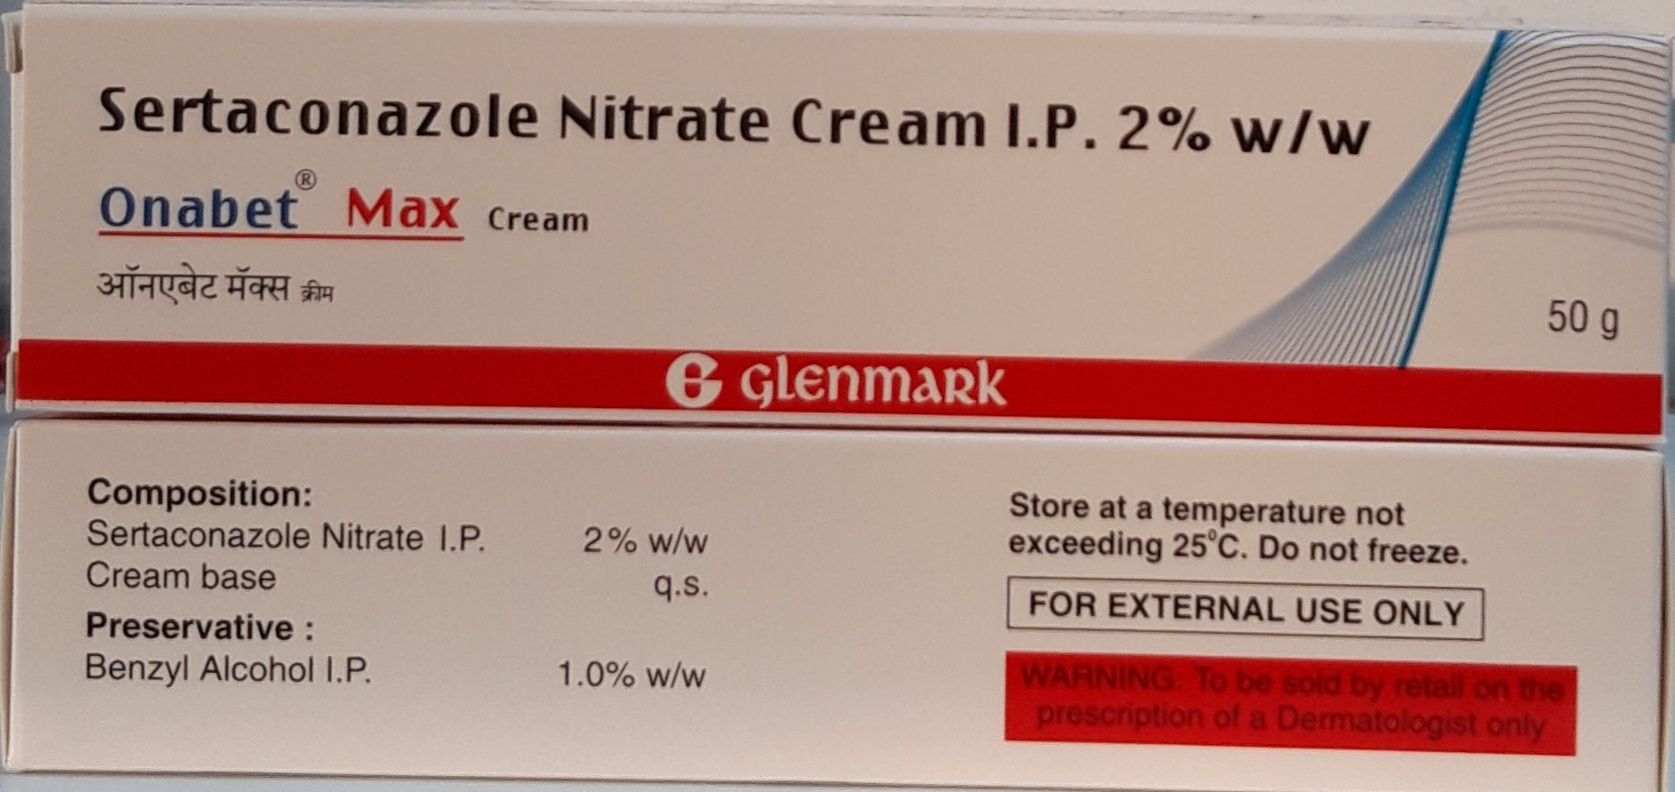 Sertaconazole Nitrate Cream I.P. 2% w/w
Onabet® Max Cream
ऑनएबेट मॅक्स क्रीम
50 g
GLENMARK
Composition:
Sertaconazole Nitrate I.P. 2% w/w
Cream base q.s.
Preservative :
Benzyl Alcohol I.P. 1.0% w/w
Store at a temperature not
exceeding 25°C. Do not freeze.
FOR EXTERNAL USE ONLY
WARNING: To be sold by retail on the
prescription of a Dermatologist only